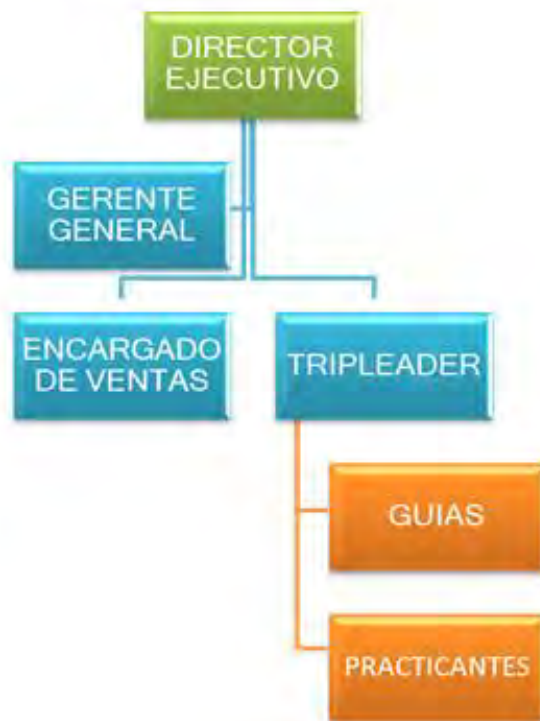 DIRECTOR
EJECUTIVO
GERENTE
GENERAL
ENCARGADO
DE VENTAS
TRIPLEADER
GUIAS
PRACTICANTES